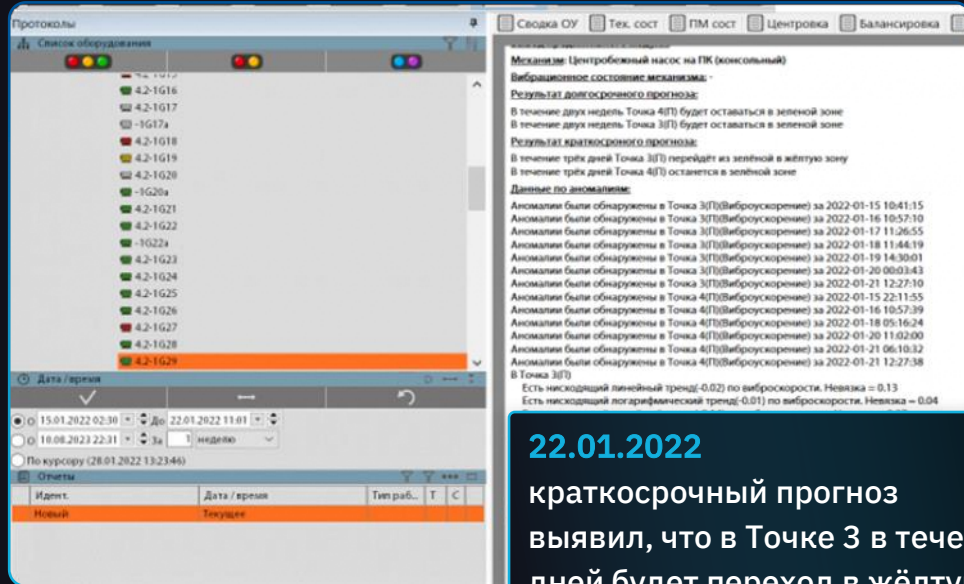 Протоколы
Список оборудования
4.2-1G15
4.2-1G16
4.2-1G17
-1G17a
4.2-1G18
4.2-1G19
4.2-1G20
-1G20a
4.2-1G21
4.2-1G22
-1G22a
4.2-1G23
4.2-1G24
4.2-1G25
4.2-1G26
4.2-1G27
4.2-1G28
4.2-1G29
Дата/время
О 15.01.2022 02:30 До 22.01.2022 11:01
О 10.08.2023 22:31 За 1 неделю
По курсору (28.01.2022 13:23:46)
Отчеты
Идент. Дата / время Тип раб... Т С
Новый Текущее
Сводка ОУ Тех. сост ПМ сост Центровка Балансировка
Механизм: Центробежный насос на ПК (консольный)
Вибрационное состояние механизма: -
Результат долгосрочного прогноза:
В течение двух недель Точка 4(П) будет оставаться в зеленой зоне
В течение двух недель Точка 3(П) будет оставаться в зеленой зоне
Результат краткосроного прогноза:
В течение трёх дней Точка 3(П) перейдёт из зелёной в жёлтую зону
В течение трёх дней Точка 4(П) останется в зелёной зоне
Данные по аномалиям:
Аномалии были обнаружены в Точка 3(П)(Виброускорение) за 2022-01-15 10:41:15
Аномалии были обнаружены в Точка 3(П)(Виброускорение) за 2022-01-16 10:57:10
Аномалии были обнаружены в Точка 3(П)(Виброускорение) за 2022-01-17 11:26:55
Аномалии были обнаружены в Точка 3(П)(Виброускорение) за 2022-01-18 11:44:19
Аномалии были обнаружены в Точка 3(П)(Виброускорение) за 2022-01-19 14:30:01
Аномалии были обнаружены в Точка 3(П)(Виброускорение) за 2022-01-20 00:03:43
Аномалии были обнаружены в Точка 3(П)(Виброускорение) за 2022-01-21 12:27:10
Аномалии были обнаружены в Точка 4(П)(Виброускорение) за 2022-01-15 22:11:55
Аномалии были обнаружены в Точка 4(П)(Виброускорение) за 2022-01-16 10:57:39
Аномалии были обнаружены в Точка 4(П)(Виброускорение) за 2022-01-18 05:16:24
Аномалии были обнаружены в Точка 4(П)(Виброускорение) за 2022-01-20 11:02:00
Аномалии были обнаружены в Точка 4(П)(Виброускорение) за 2022-01-21 06:10:32
Аномалии были обнаружены в Точка 4(П)(Виброускорение) за 2022-01-21 12:27:38
В Точка 3(П)
Есть нисходящий линейный тренд(-0.02) по виброскорости. Невязка = 0.13
Есть нисходящий логарифмический тренд(-0.01) по виброскорости. Невязка = 0.04
22.01.2022
краткосрочный прогноз
выявил, что в Точке 3 в тече
дней будет переход в жёлту